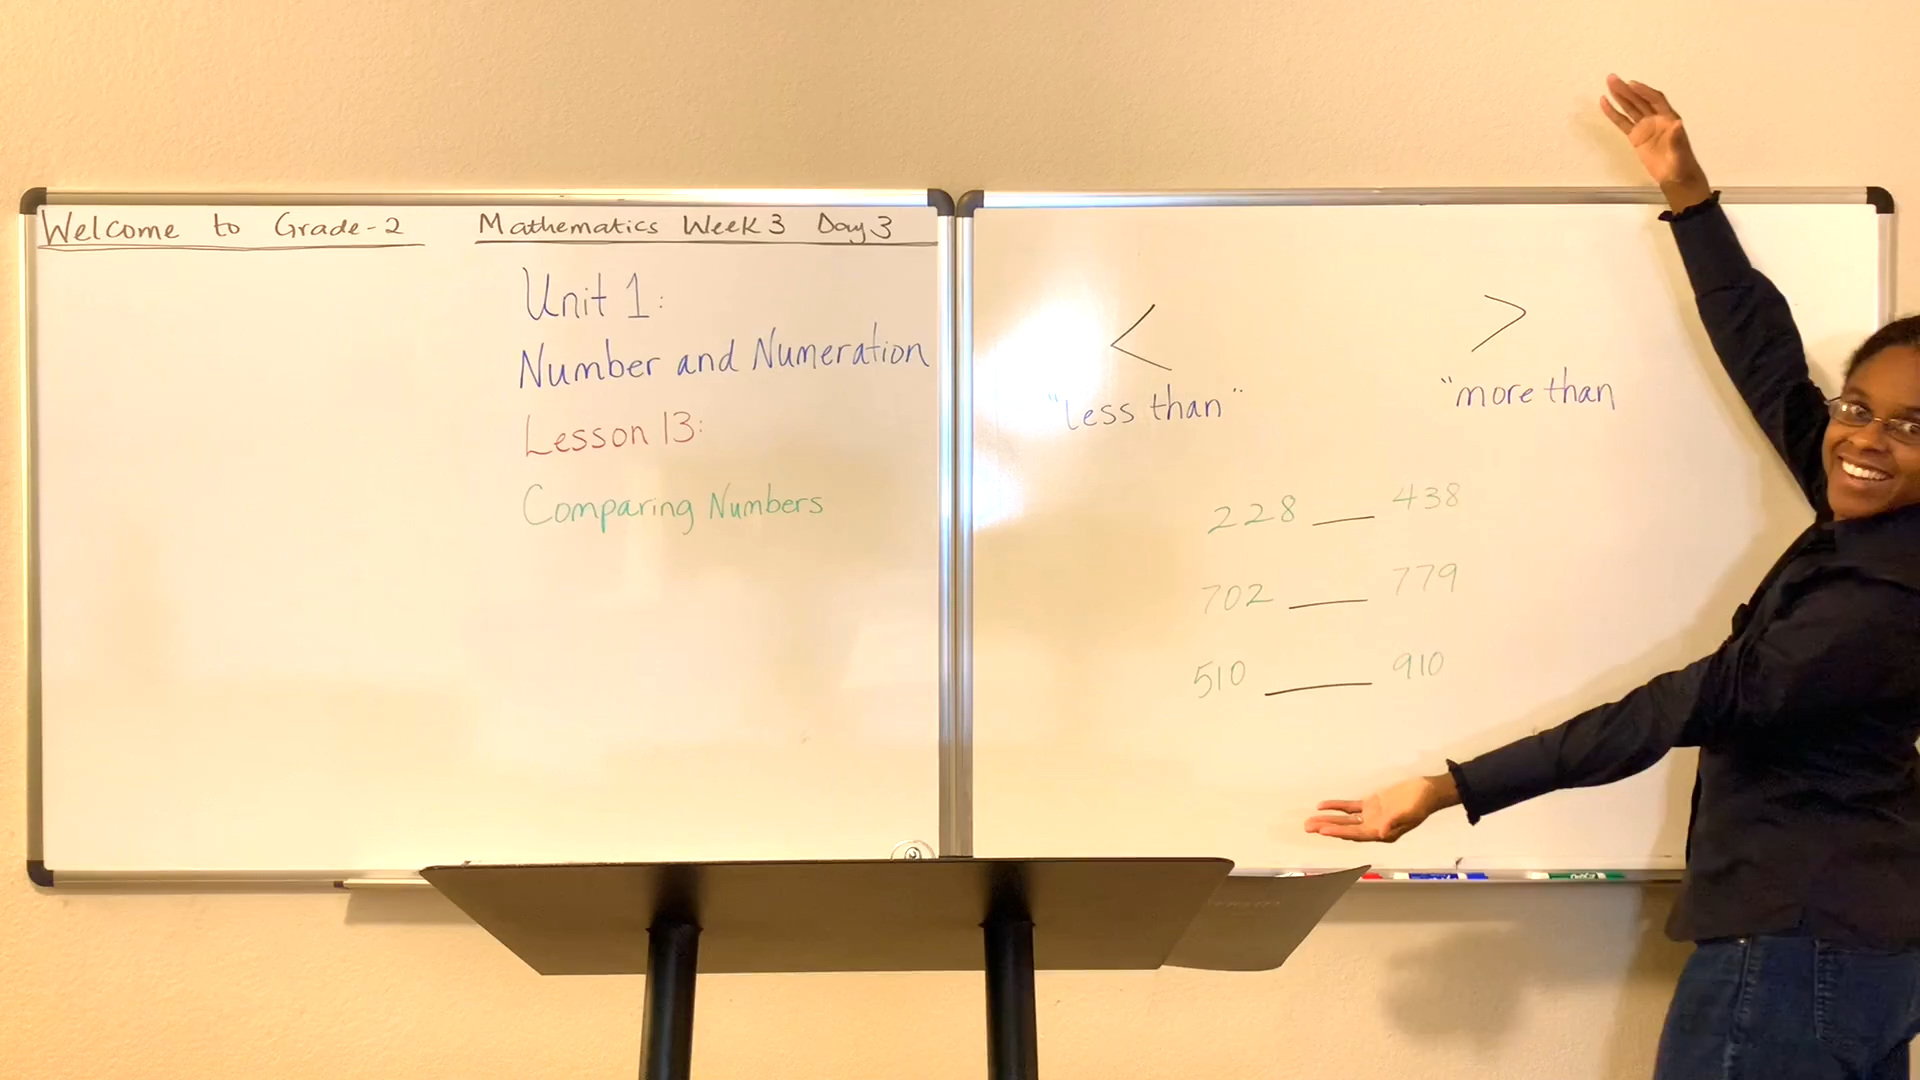 Welcome to Grade-2
Mathematics Week 3 Day 3
Unit 1:
Number and Numeration
Lesson 13:
Comparing Numbers
< >
"less than" "more than
228 ___ 438
702 ___ 779
510 ___ 910